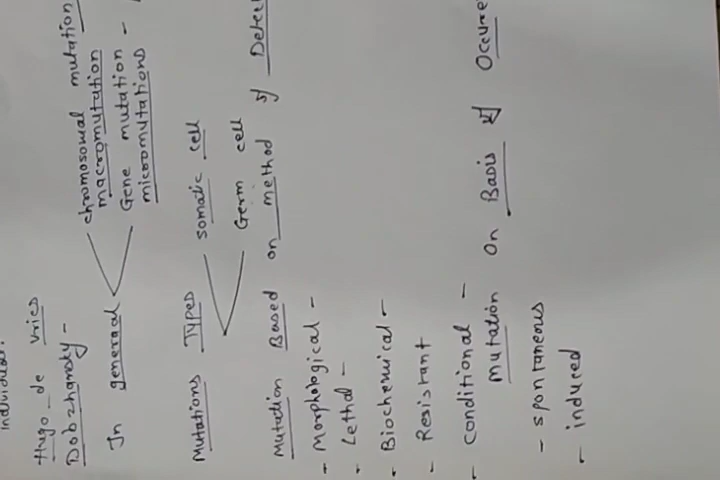 individual.
Hugo de vries
Dobzhansky -
In general
chromosomal mutation
macromutation
Gene mutation -
micromutations
Mutations Types
somatic cell
Germ cell
Mutation Based on method of Detec
- Morphological -
- Lethal -
- Biochemical -
- Resistant
- conditional -
Mutation On Basis of Occure
- spontaneous
- induced